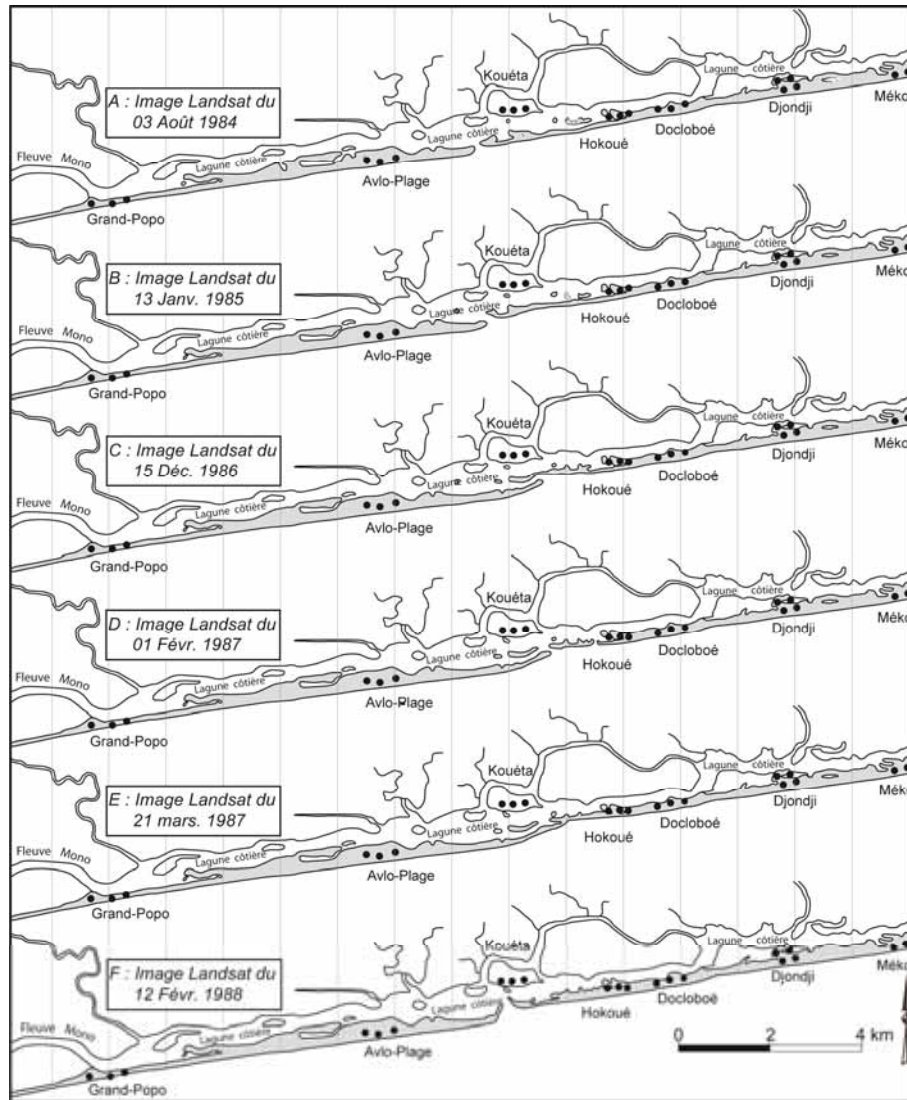 Kouéta
Lagune côtière
A : Image Landsat du
03 Août 1984
Djondji
Méko
Docloboé
Hokoué
Lagune côtière
Fleuve Mono
Lagune côtière
Avlo-Plage
Grand-Popo
Kouéta
Lagune côtière
B : Image Landsat du
13 Janv. 1985
Djondji
Méko
Docloboé
Hokoué
Lagune côtière
Fleuve Mono
Lagune côtière
Avlo-Plage
Grand-Popo
Kouéta
Lagune côtière
C : Image Landsat du
15 Déc. 1986
Djondji
Méko
Docloboé
Hokoué
Lagune côtière
Fleuve Mono
Lagune côtière
Avlo-Plage
Grand-Popo
Kouéta
Lagune côtière
D : Image Landsat du
01 Févr. 1987
Djondji
Méko
Docloboé
Hokoué
Lagune côtière
Fleuve Mono
Lagune côtière
Avlo-Plage
Grand-Popo
Kouéta
Lagune côtière
E : Image Landsat du
21 mars. 1987
Djondji
Méko
Docloboé
Hokoué
Lagune côtière
Fleuve Mono
Lagune côtière
Avlo-Plage
Grand-Popo
Kouéta
Lagune côtière
F : Image Landsat du
12 Févr. 1988
Djondji
Méko
Docloboé
Hokoué
Lagune côtière
Fleuve Mono
Lagune côtière
Avlo-Plage
Grand-Popo
0 2 4 km